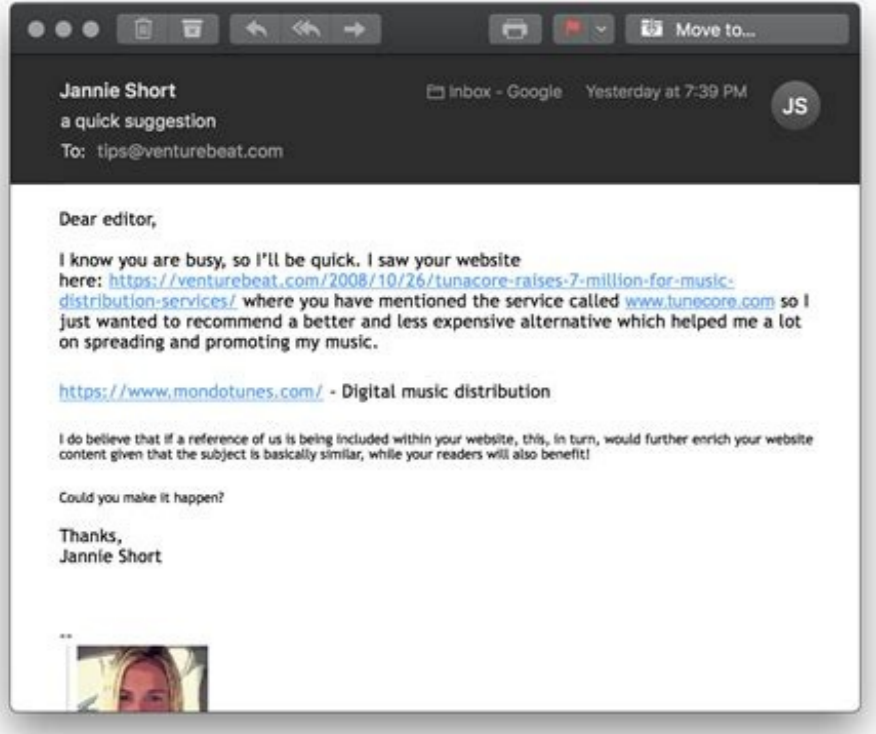 Move to...
Jannie Short
Inbox - Google Yesterday at 7:39 PM
JS
a quick suggestion
To: tips@venturebeat.com
Dear editor,
I know you are busy, so I'll be quick. I saw your website
here: https://venturebeat.com/2008/10/26/tunacore-raises-7-million-for-music-
distribution-services/ where you have mentioned the service called www.tunecore.com so I
just wanted to recommend a better and less expensive alternative which helped me a lot
on spreading and promoting my music.
https://www.mondotunes.com/ - Digital music distribution
I do believe that if a reference of us is being included within your website, this, in turn, would further enrich your website
content given that the subject is basically similar, while your readers will also benefit!
Could you make it happen?
Thanks,
Jannie Short
--